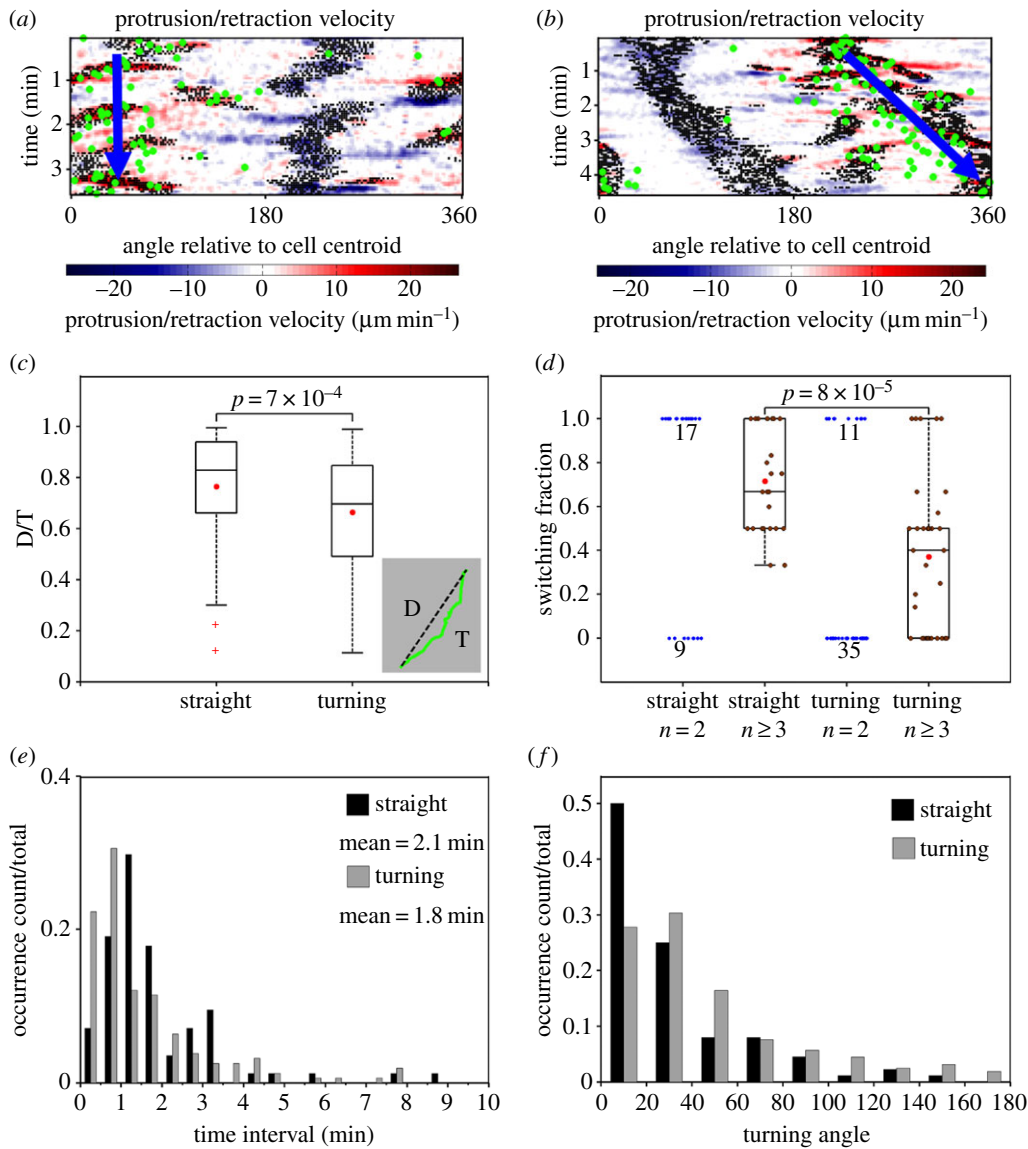 (a) protrusion/retraction velocity
time (min)
1
2
3
0 180 360
angle relative to cell centroid
–20 –10 0 10 20
protrusion/retraction velocity (µm min–1)
(b) protrusion/retraction velocity
time (min)
1
2
3
4
0 180 360
angle relative to cell centroid
–20 –10 0 10 20
protrusion/retraction velocity (µm min–1)
(c)
p = 7 × 10–4
D/T
1.0
0.8
0.6
0.4
0.2
0
D
T
straight turning
(d)
p = 8 × 10–5
switching fraction
1.0
0.8
0.6
0.4
0.2
0
17 11
9 35
straight straight turning turning
n = 2 n ≥ 3 n = 2 n ≥ 3
(e)
occurrence count/total
0.4
0.2
0
straight
mean = 2.1 min
turning
mean = 1.8 min
0 1 2 3 4 5 6 7 8 9 10
time interval (min)
(f)
occurrence count/total
0.5
0.4
0.3
0.2
0.1
0
straight
turning
0 20 40 60 80 100 120 140 160 180
turning angle